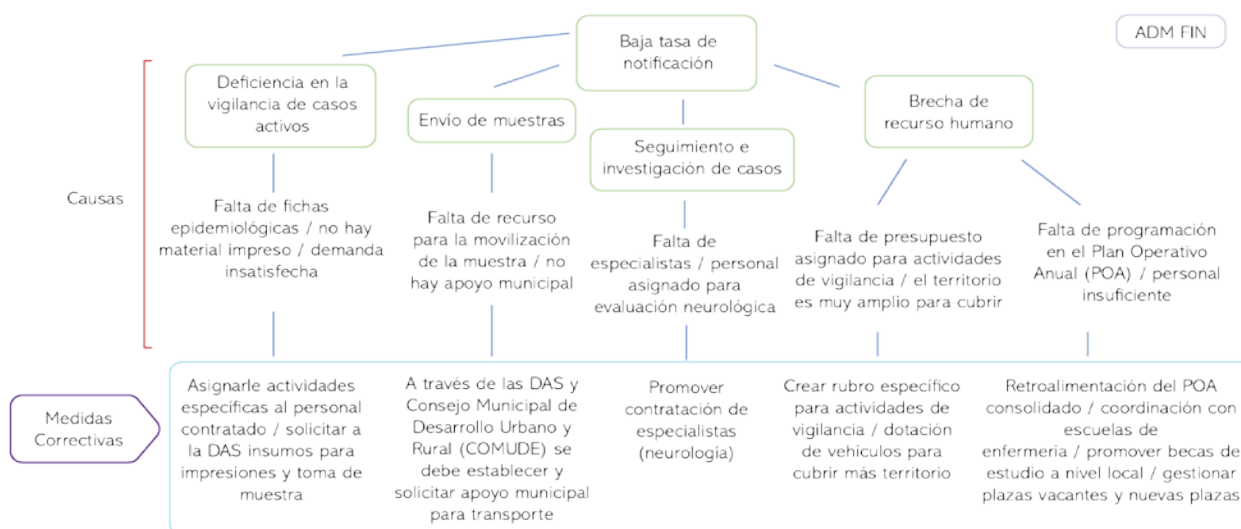 Baja tasa de
notificación
ADM FIN
Deficiencia en la
vigilancia de casos
activos
Envío de muestras
Seguimiento e
investigación de casos
Brecha de
recurso humano
Causas
Falta de fichas
epidemiológicas / no hay
material impreso / demanda
insatisfecha
Falta de recurso
para la movilización
de la muestra / no
hay apoyo municipal
Falta de
especialistas / personal
asignado para
evaluación neurológica
Falta de presupuesto
asignado para actividades
de vigilancia / el territorio
es muy amplio para cubrir
Falta de programación
en el Plan Operativo
Anual (POA) / personal
insuficiente
Medidas
Correctivas
Asignarle actividades
específicas al personal
contratado / solicitar a
la DAS insumos para
impresiones y toma de
muestra
A través de las DAS y
Consejo Municipal de
Desarrollo Urbano y
Rural (COMUDE) se
debe establecer y
solicitar apoyo municipal
para transporte
Promover
contratación de
especialistas
(neurología)
Crear rubro específico
para actividades de
vigilancia / dotación
de vehículos para
cubrir más territorio
Retroalimentación del POA
consolidado / coordinación con
escuelas de
enfermería / promover becas de
estudio a nivel local / gestionar
plazas vacantes y nuevas plazas